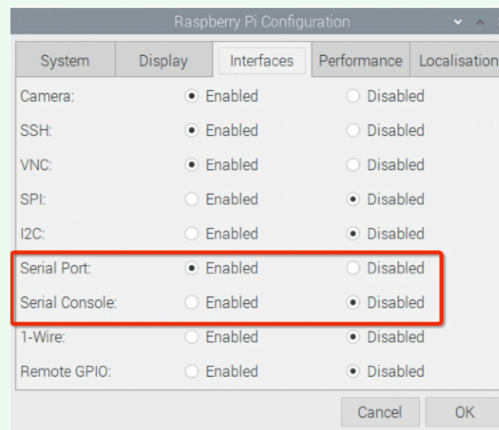 Raspberry Pi Configuration
System Display Interfaces Performance Localisation
Camera: Enabled Disabled
SSH: Enabled Disabled
VNC: Enabled Disabled
SPI: Enabled Disabled
I2C: Enabled Disabled
Serial Port: Enabled Disabled
Serial Console: Enabled Disabled
1-Wire: Enabled Disabled
Remote GPIO: Enabled Disabled
Cancel OK